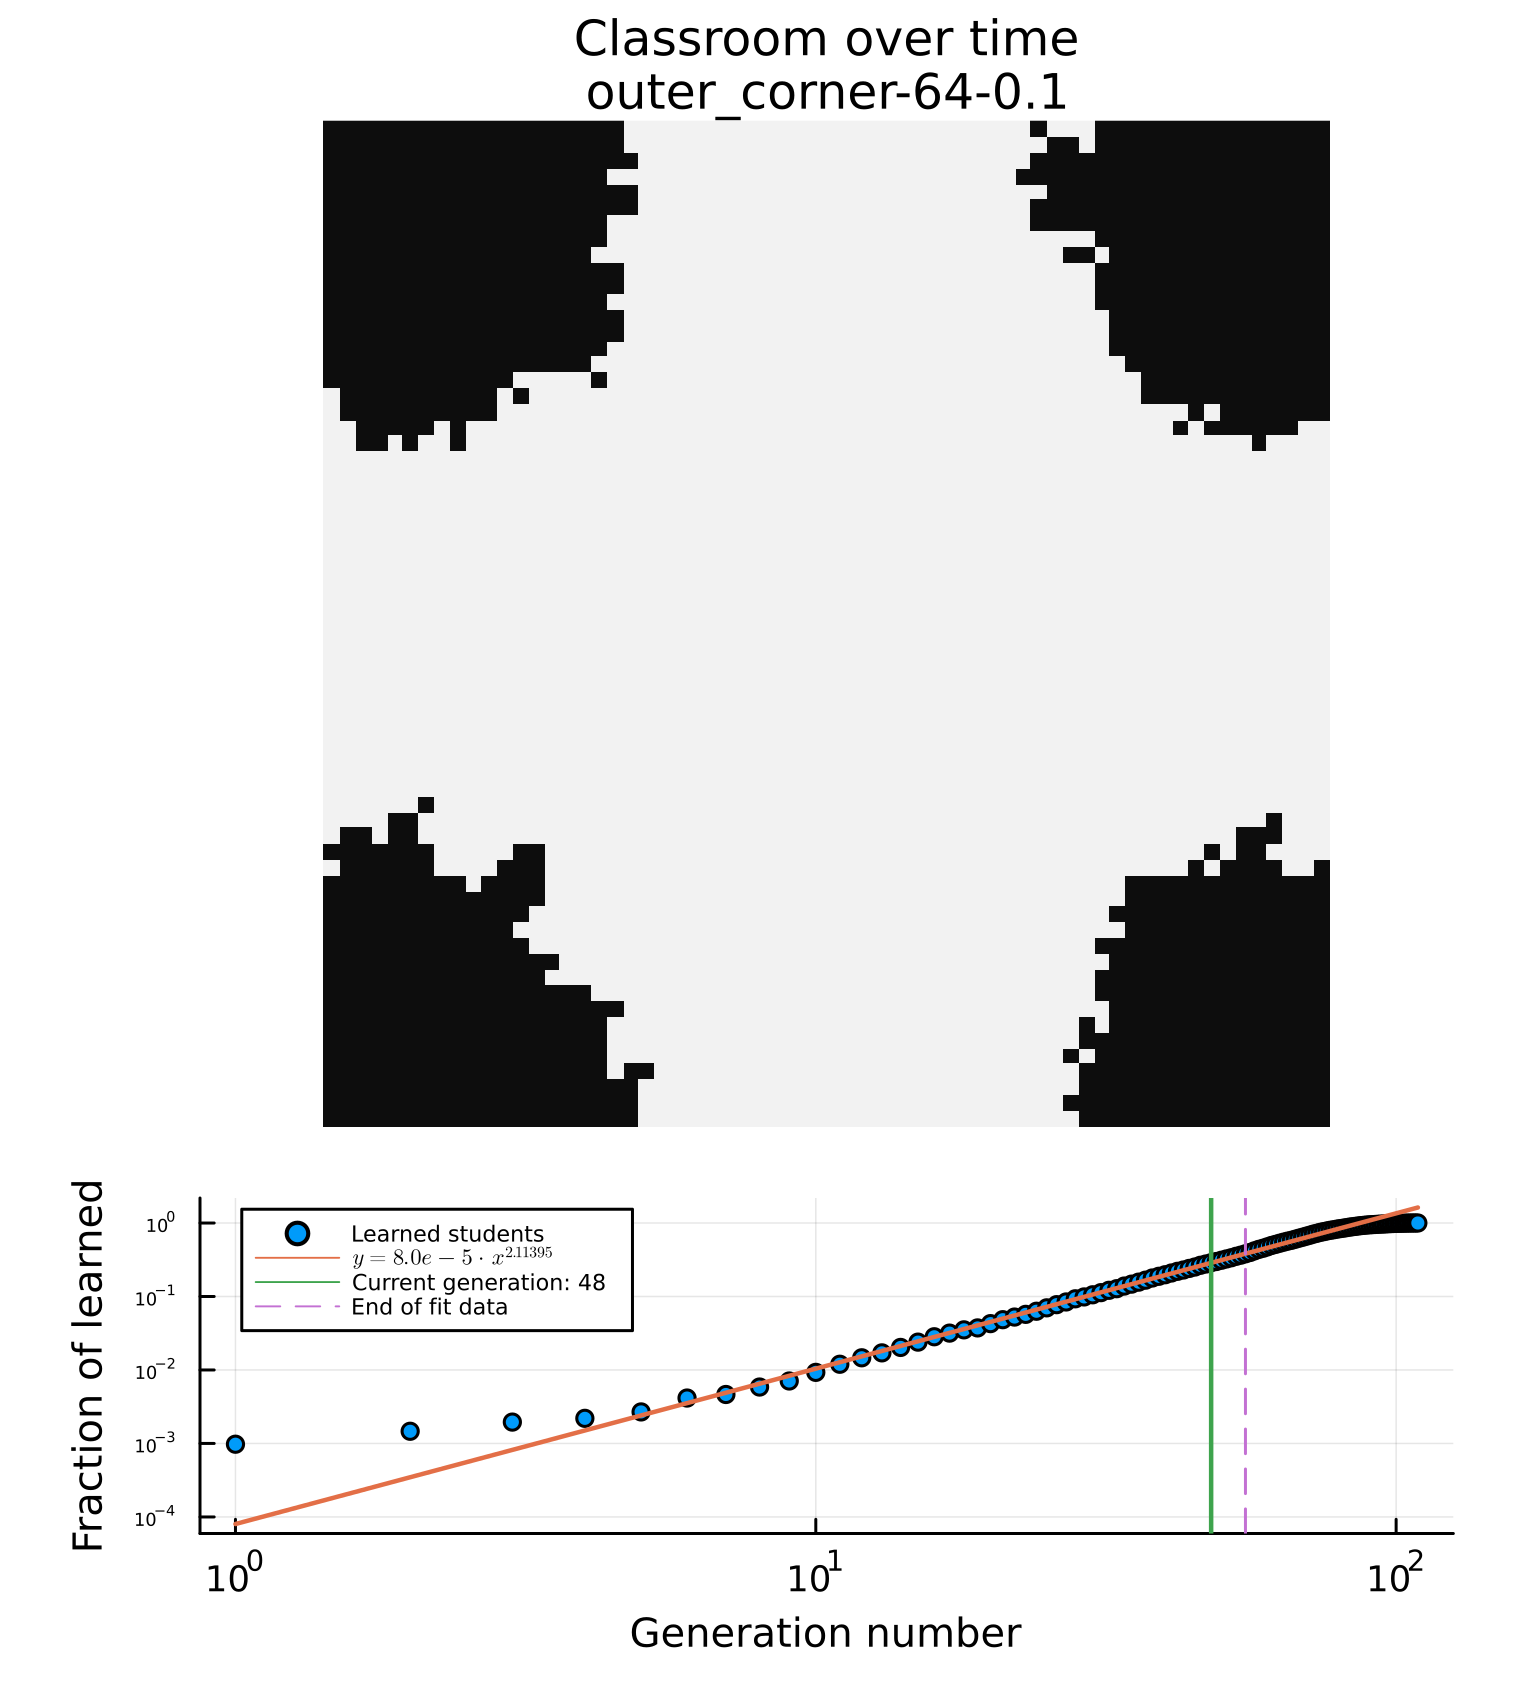 Classroom over time
outer_corner-64-0.1
Fraction of learned
10^0
10^-1
10^-2
10^-3
10^-4
Learned students
y = 8.0e − 5 · x^2.11395
Current generation: 48
End of fit data
10^0 10^1 10^2
Generation number